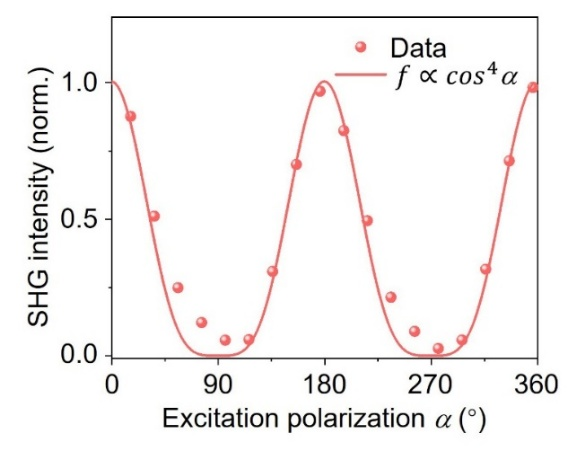 Data
f ∝ cos⁴α
1.0
0.5
0.0
SHG intensity (norm.)
0 90 180 270 360
Excitation polarization α (°)